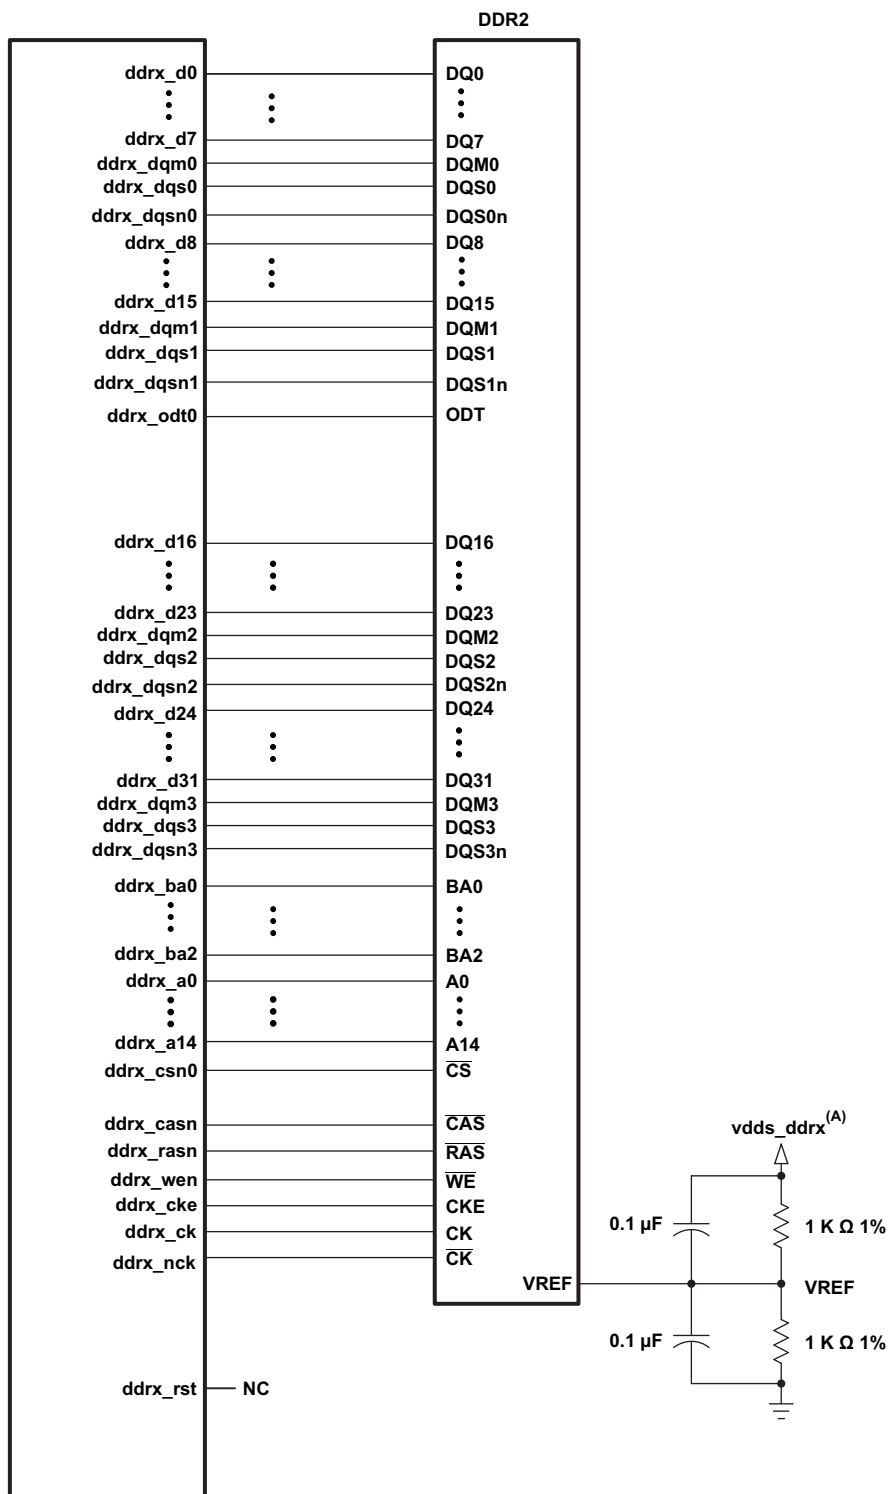 DDR2
ddrx_d0 DQ0
ddrx_d7 DQ7
ddrx_dqm0 DQM0
ddrx_dqs0 DQS0
ddrx_dqsn0 DQS0n
ddrx_d8 DQ8
ddrx_d15 DQ15
ddrx_dqm1 DQM1
ddrx_dqs1 DQS1
ddrx_dqsn1 DQS1n
ddrx_odt0 ODT
ddrx_d16 DQ16
ddrx_d23 DQ23
ddrx_dqm2 DQM2
ddrx_dqs2 DQS2
ddrx_dqsn2 DQS2n
ddrx_d24 DQ24
ddrx_d31 DQ31
ddrx_dqm3 DQM3
ddrx_dqs3 DQS3
ddrx_dqsn3 DQS3n
ddrx_ba0 BA0
ddrx_ba2 BA2
ddrx_a0 A0
ddrx_a14 A14
ddrx_csn0 CS
ddrx_casn CAS
vdds_ddrx(A)
ddrx_rasn RAS
ddrx_wen WE
ddrx_cke CKE
0.1 µF 1 K Ω 1%
ddrx_ck CK
ddrx_nck CK
VREF VREF
0.1 µF 1 K Ω 1%
ddrx_rst NC